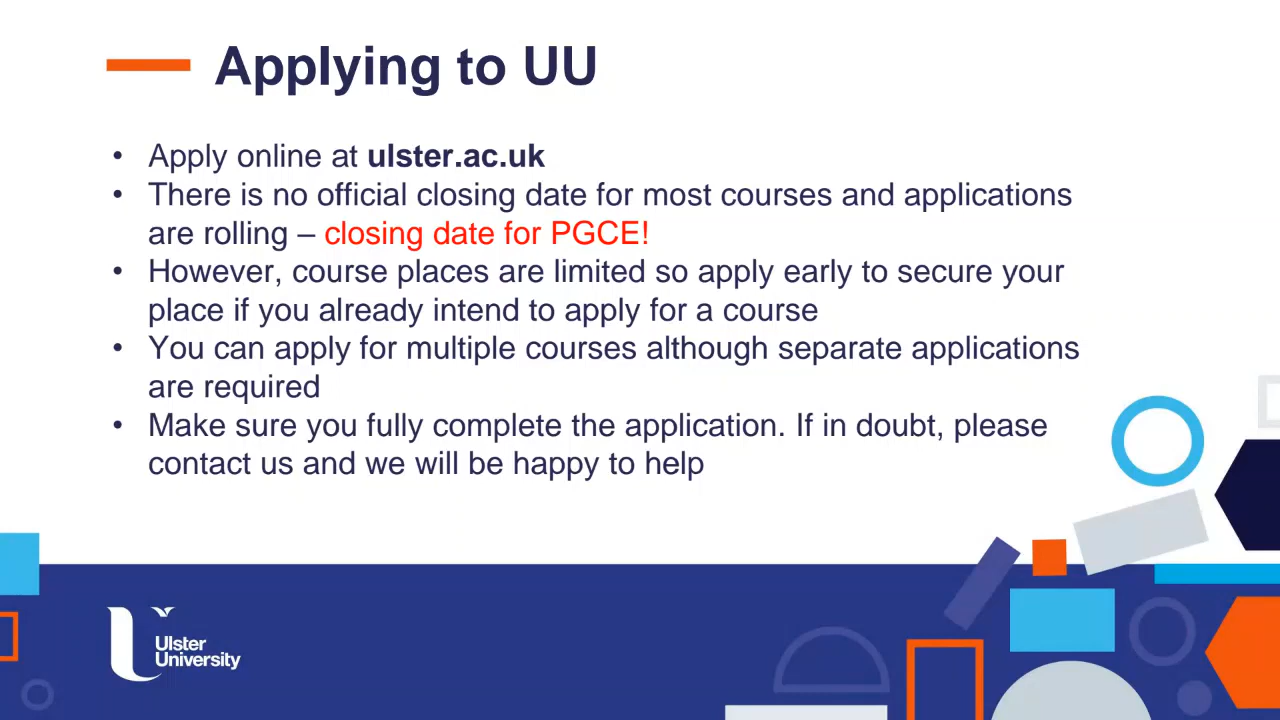 Applying to UU
• Apply online at ulster.ac.uk
• There is no official closing date for most courses and applications
are rolling – closing date for PGCE!
• However, course places are limited so apply early to secure your
place if you already intend to apply for a course
• You can apply for multiple courses although separate applications
are required
• Make sure you fully complete the application. If in doubt, please
contact us and we will be happy to help
Ulster
University